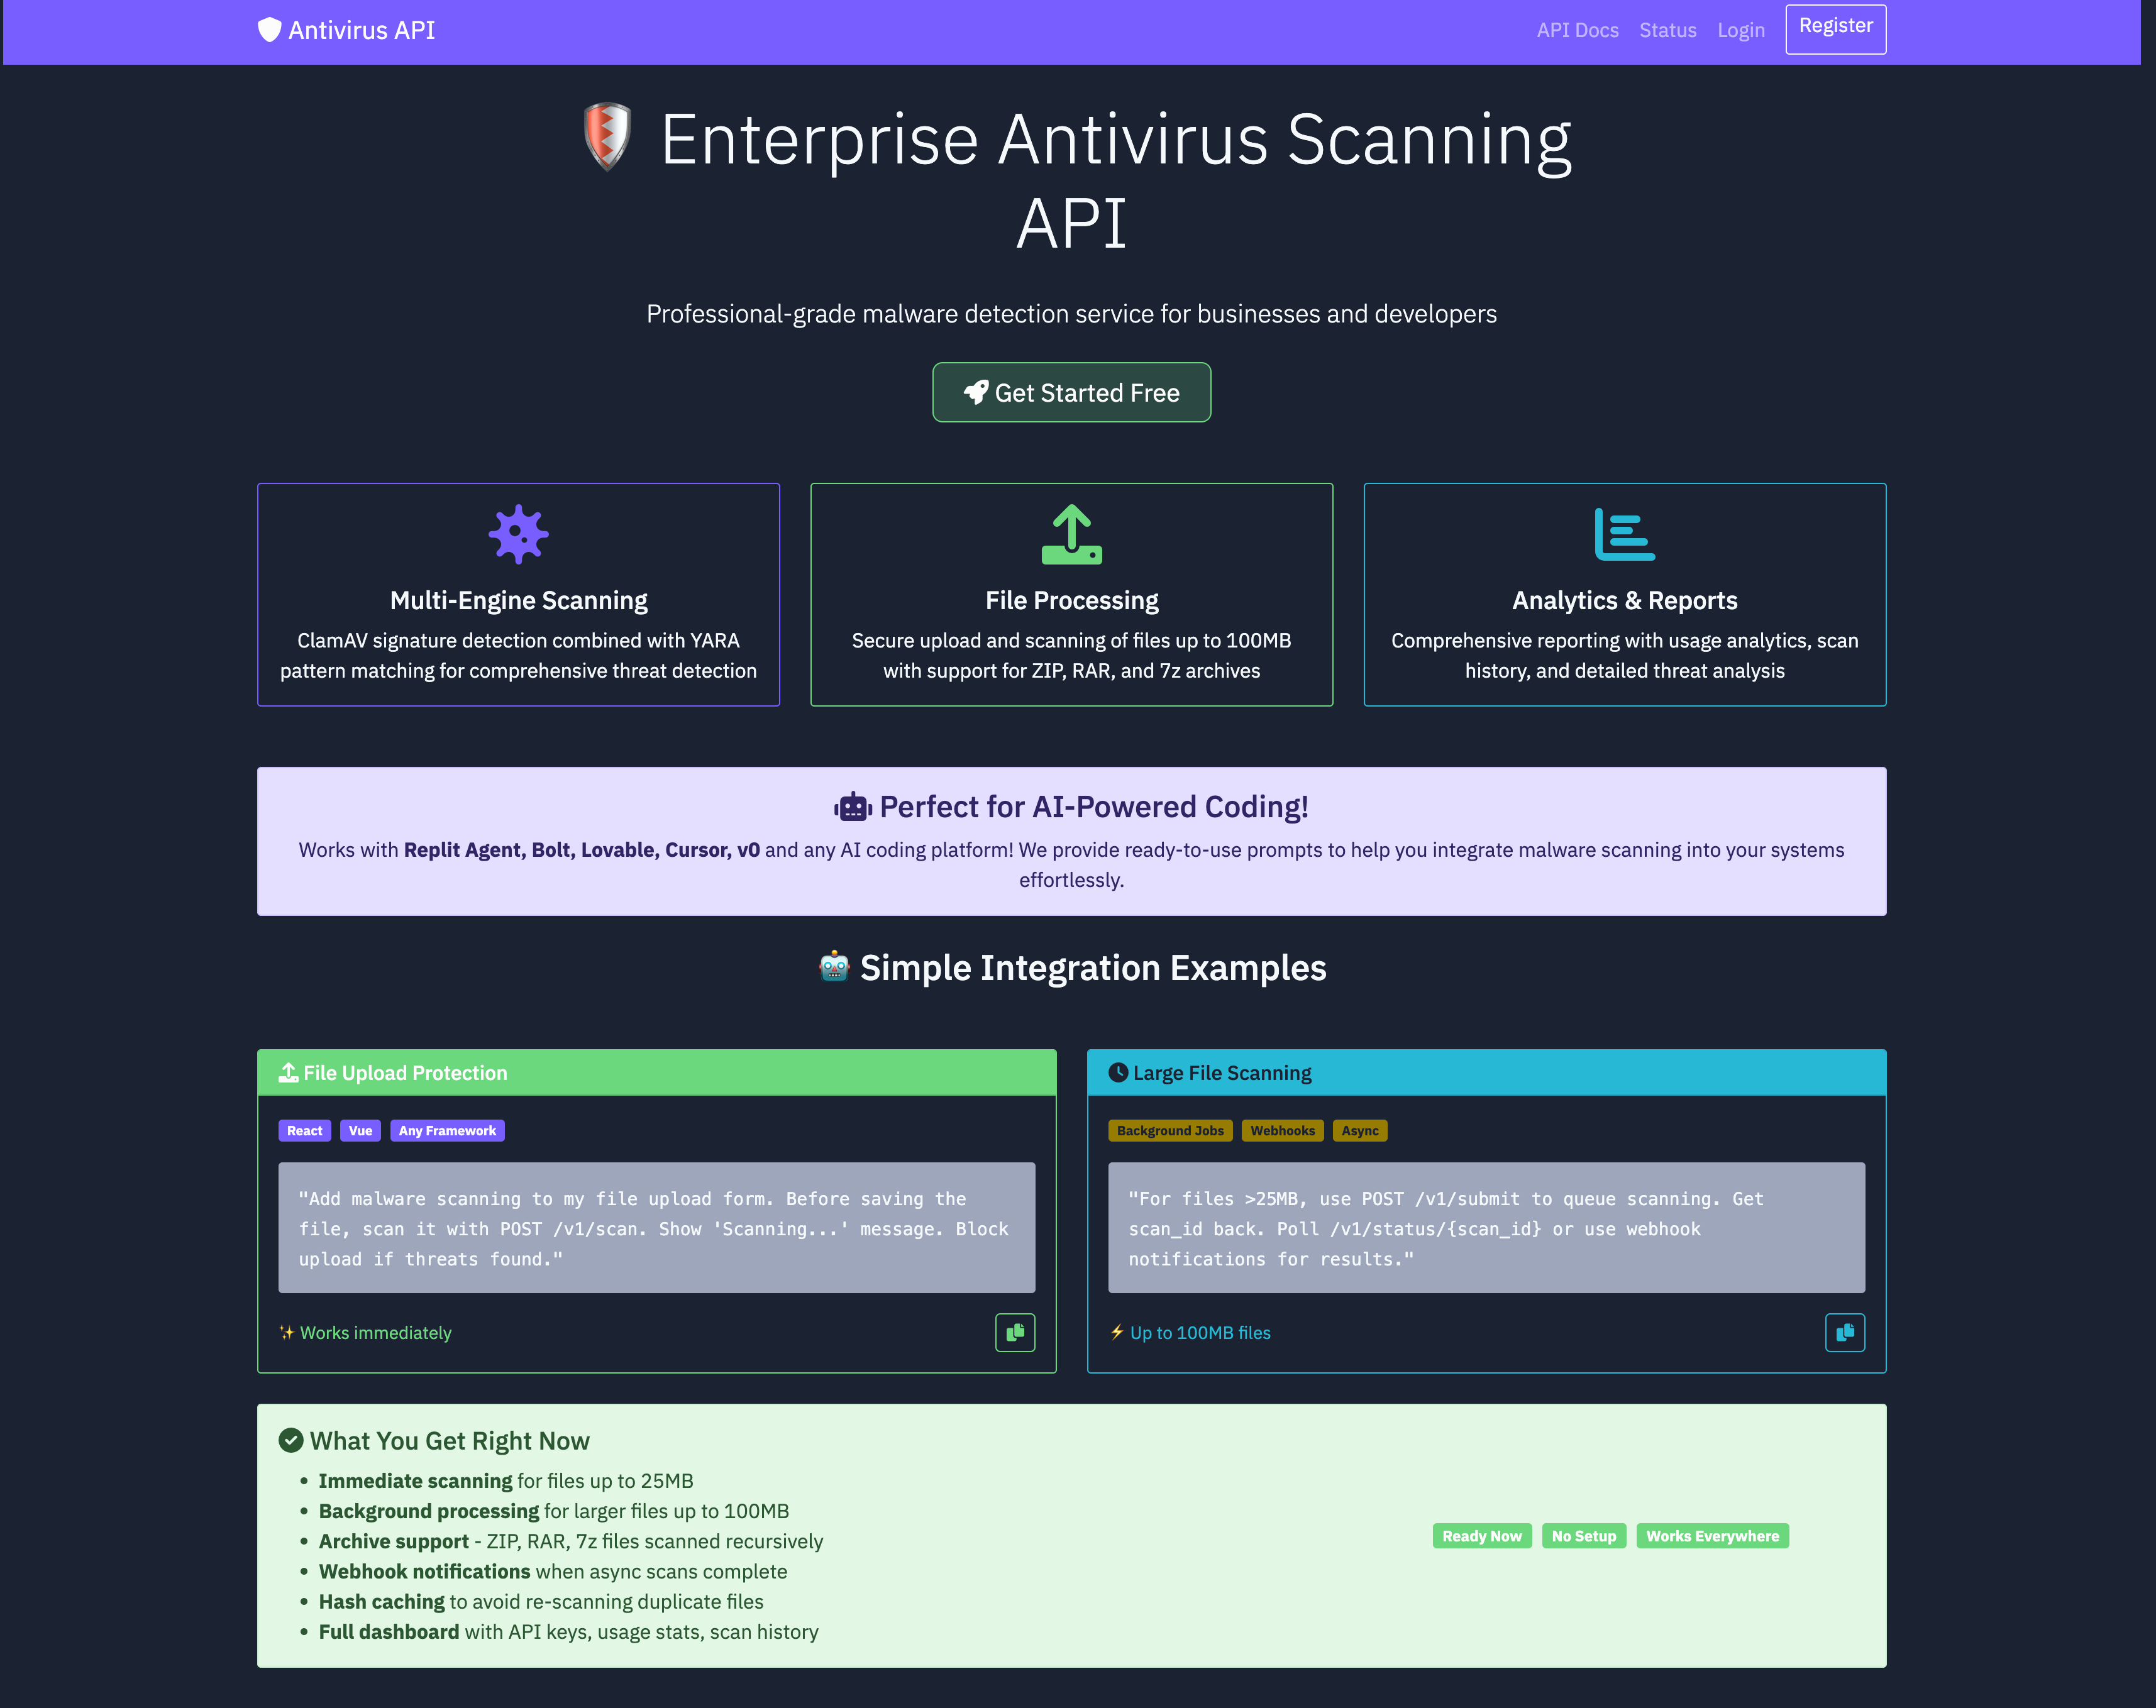 Antivirus API
API Docs Status Login Register
Enterprise Antivirus Scanning
API
Professional-grade malware detection service for businesses and developers
Get Started Free
Multi-Engine Scanning
ClamAV signature detection combined with YARA
pattern matching for comprehensive threat detection
File Processing
Secure upload and scanning of files up to 100MB
with support for ZIP, RAR, and 7z archives
Analytics & Reports
Comprehensive reporting with usage analytics, scan
history, and detailed threat analysis
Perfect for AI-Powered Coding!
Works with Replit Agent, Bolt, Lovable, Cursor, v0 and any AI coding platform! We provide ready-to-use prompts to help you integrate malware scanning into your systems
effortlessly.
🤖 Simple Integration Examples
File Upload Protection
React Vue Any Framework
"Add malware scanning to my file upload form. Before saving the
file, scan it with POST /v1/scan. Show 'Scanning...' message. Block
upload if threats found."
✨ Works immediately
Large File Scanning
Background Jobs Webhooks Async
"For files >25MB, use POST /v1/submit to queue scanning. Get
scan_id back. Poll /v1/status/{scan_id} or use webhook
notifications for results."
⚡ Up to 100MB files
What You Get Right Now
• Immediate scanning for files up to 25MB
• Background processing for larger files up to 100MB
• Archive support - ZIP, RAR, 7z files scanned recursively
• Webhook notifications when async scans complete
• Hash caching to avoid re-scanning duplicate files
• Full dashboard with API keys, usage stats, scan history
Ready Now No Setup Works Everywhere